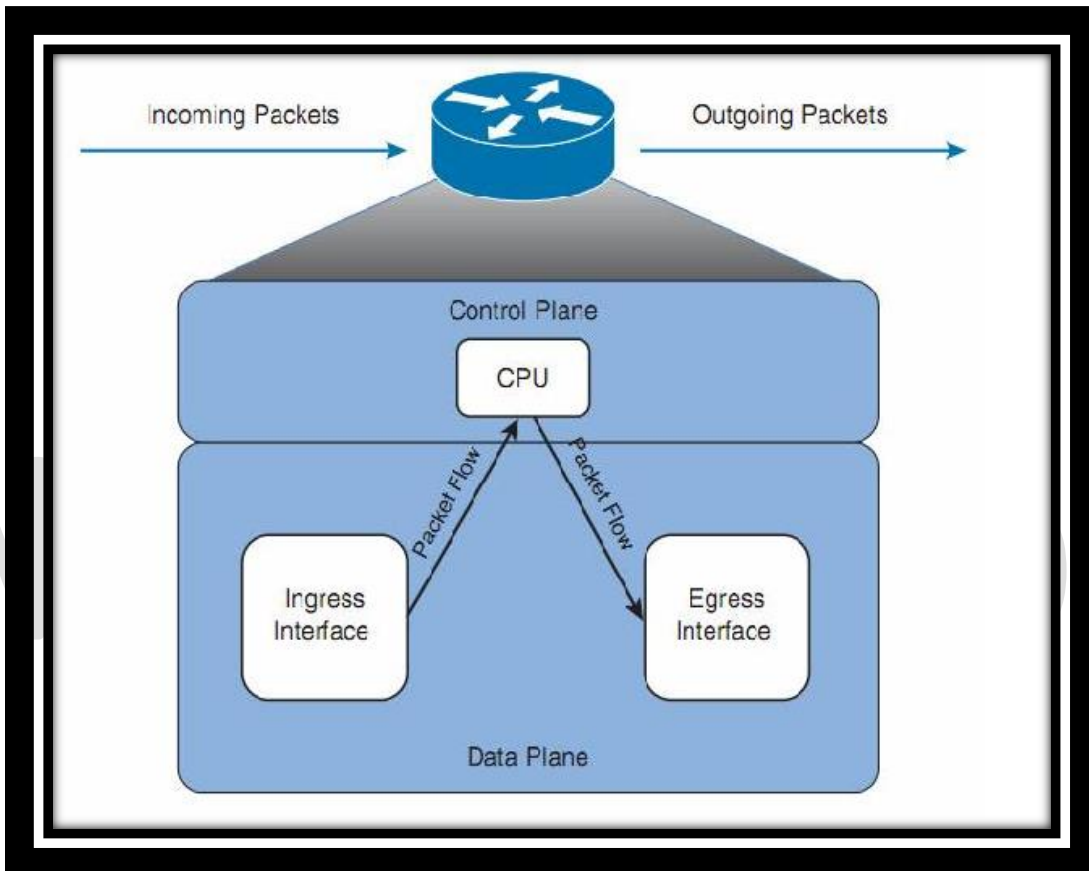 Incoming Packets
Outgoing Packets
Control Plane
CPU
Packet Flow
Packet Flow
Ingress
Interface
Egress
Interface
Data Plane